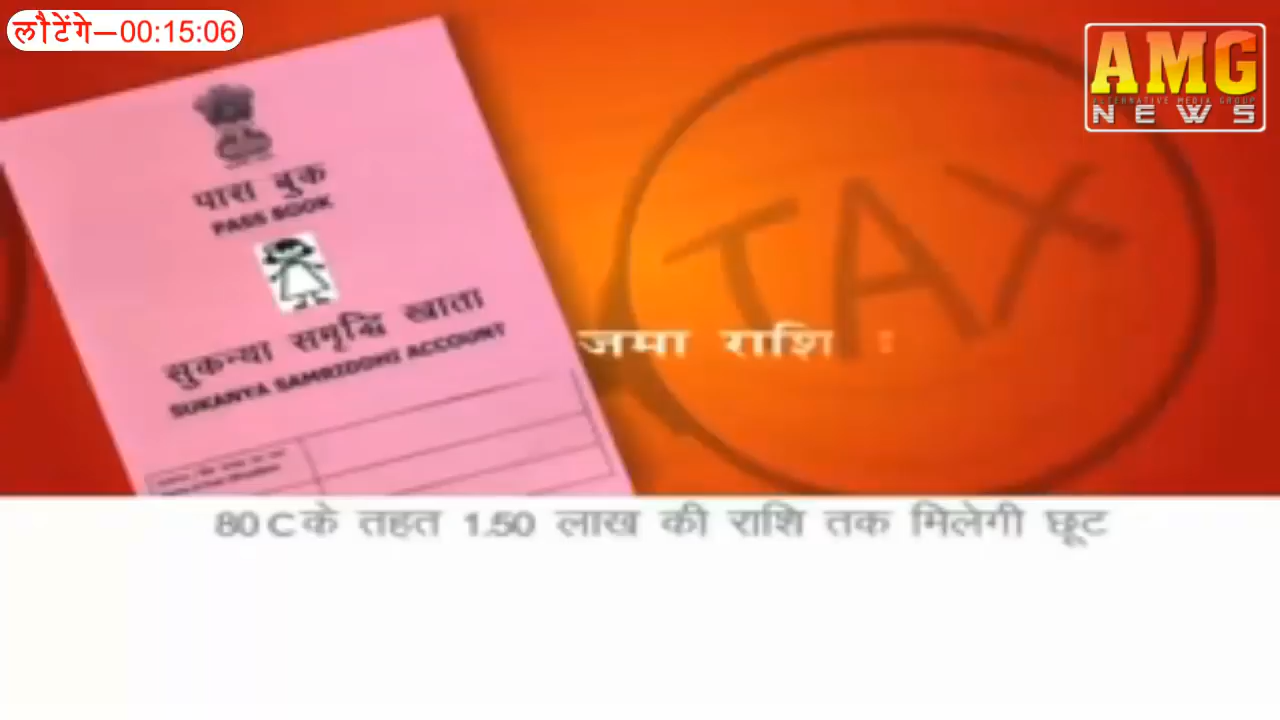 लौटेंगे–00:15:06
AMG
ALTERNATIVE MEDIA GROUP
NEWS
पास बुक
PASS BOOK
सुकन्या समृद्धि खाता
SUKANYA SAMRIDDHI ACCOUNT
TAX
जमा राशि :
80 C के तहत 1.50 लाख की राशि तक मिलेगी छूट